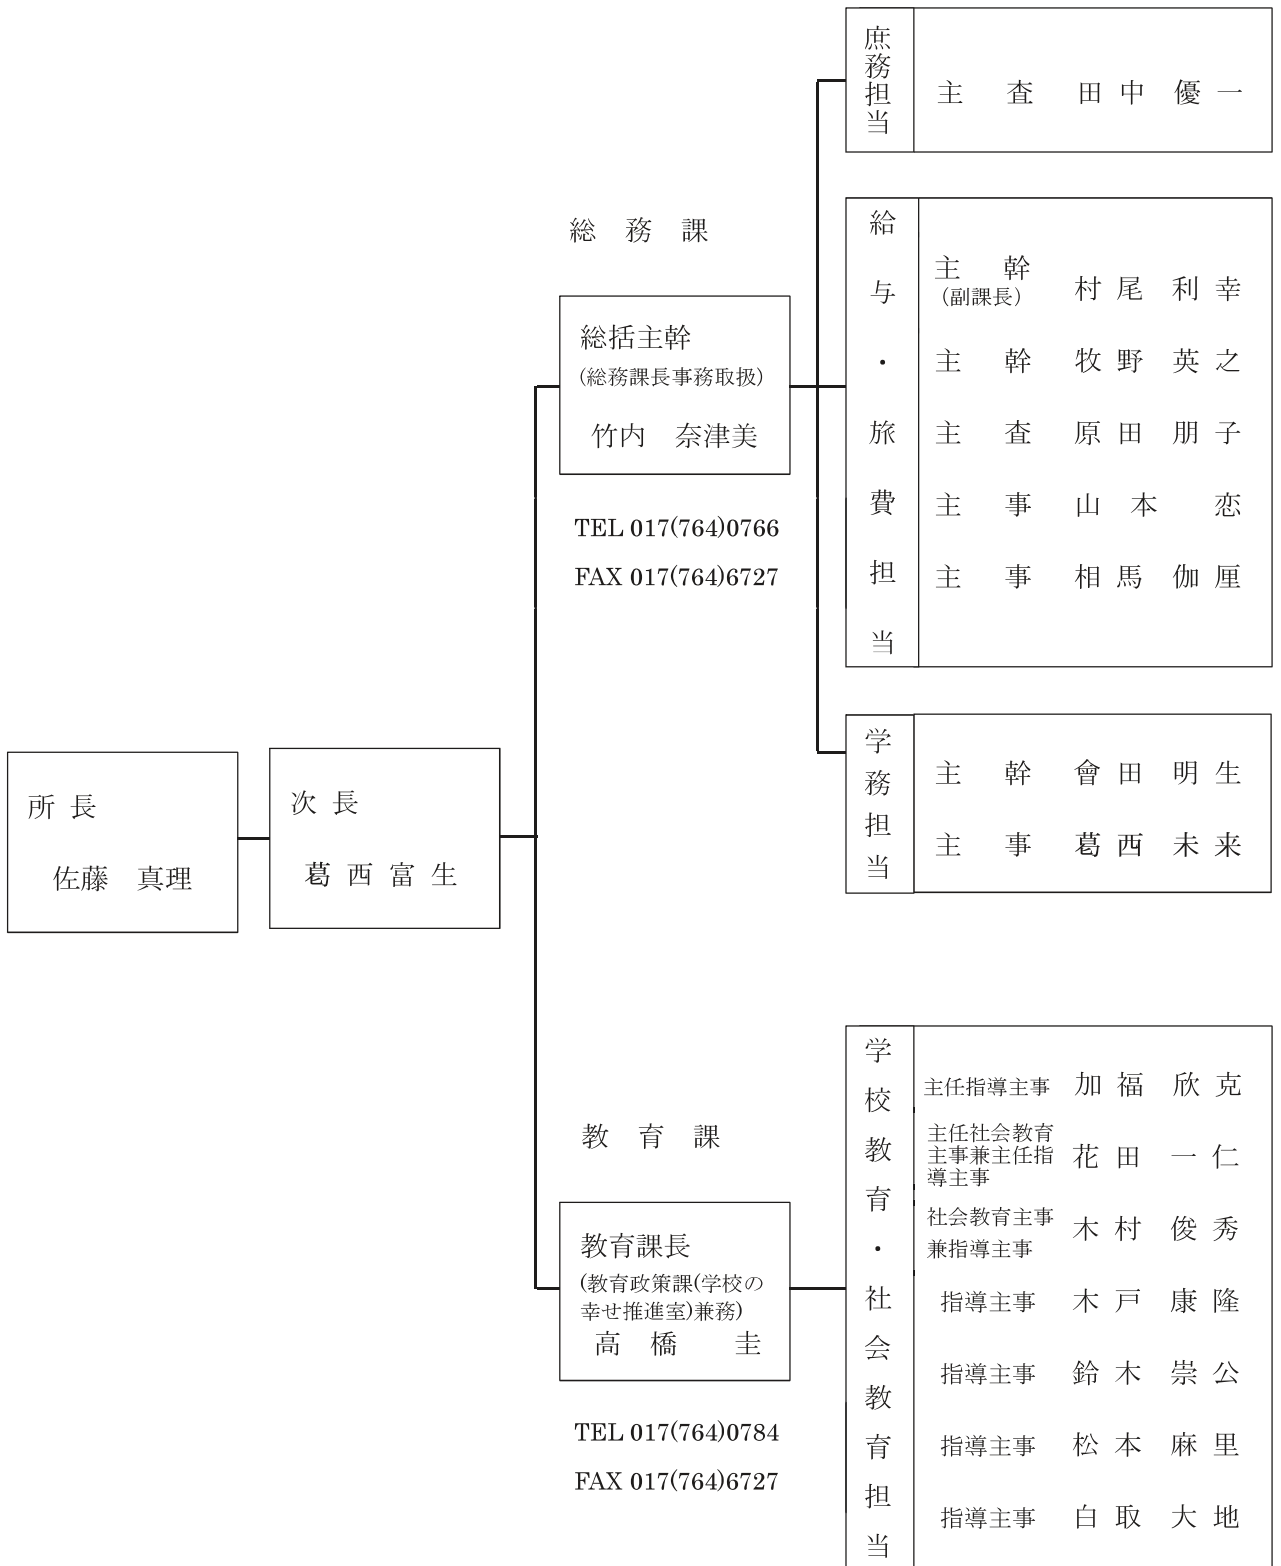 所長
佐藤 真理
次長
葛西富生
総務課
総括主幹
(総務課長事務取扱)
竹内 奈津美
TEL 017(764)0766
FAX 017(764)6727
庶務担当
主査 田中優一
給与・旅費担当
主幹
(副課長) 村尾利幸
主幹 牧野英之
主査 原田朋子
主事 山本恋
主事 相馬伽厘
学務担当
主幹 會田明生
主事 葛西未来
教育課
教育課長
(教育政策課(学校の
幸せ推進室)兼務)
高橋圭
TEL 017(764)0784
FAX 017(764)6727
学校教育・社会教育担当
主任指導主事 加福欣克
主任社会教育
主事兼主任指
導主事 花田一仁
社会教育主事
兼指導主事 木村俊秀
指導主事 木戸康隆
指導主事 鈴木崇公
指導主事 松本麻里
指導主事 白取大地